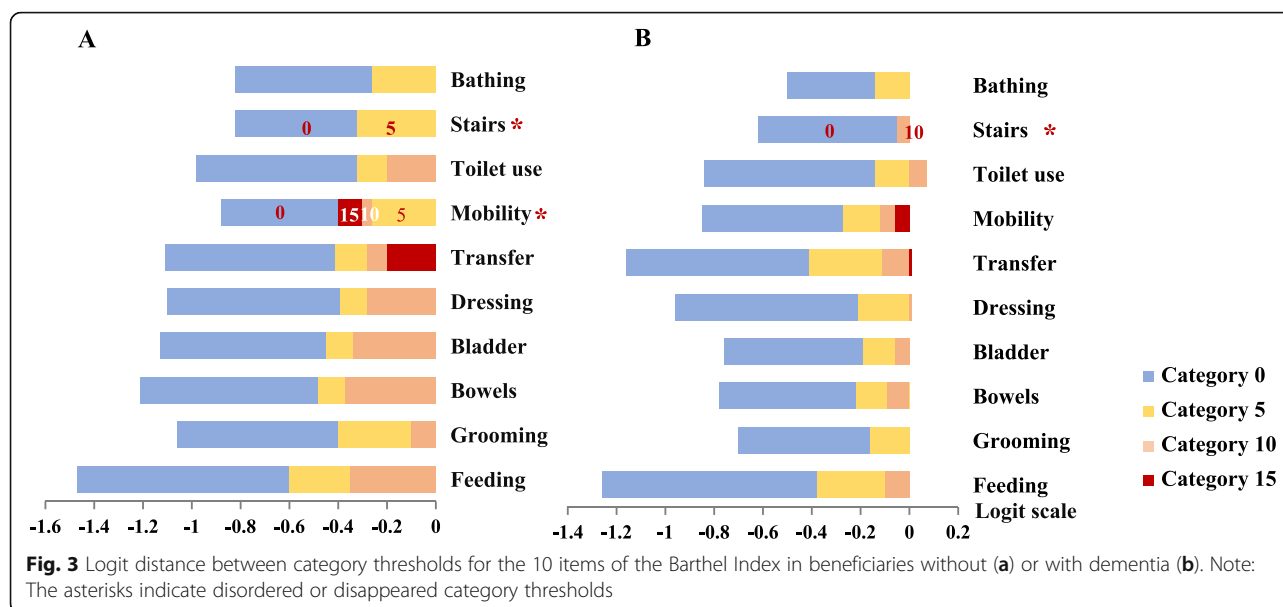 A
Bathing
0 5 Stairs *
Toilet use
0 15 10 5 Mobility *
Transfer
Dressing
Bladder
Bowels
Grooming
Feeding
-1.6 -1.4 -1.2 -1 -0.8 -0.6 -0.4 -0.2 0
B
Bathing
0 10 Stairs *
Toilet use
Mobility
Transfer
Dressing
Bladder
Bowels
Grooming
Feeding
Logit scale
-1.4 -1.2 -1 -0.8 -0.6 -0.4 -0.2 0 0.2
Category 0
Category 5
Category 10
Category 15
Fig. 3 Logit distance between category thresholds for the 10 items of the Barthel Index in beneficiaries without (a) or with dementia (b). Note:
The asterisks indicate disordered or disappeared category thresholds